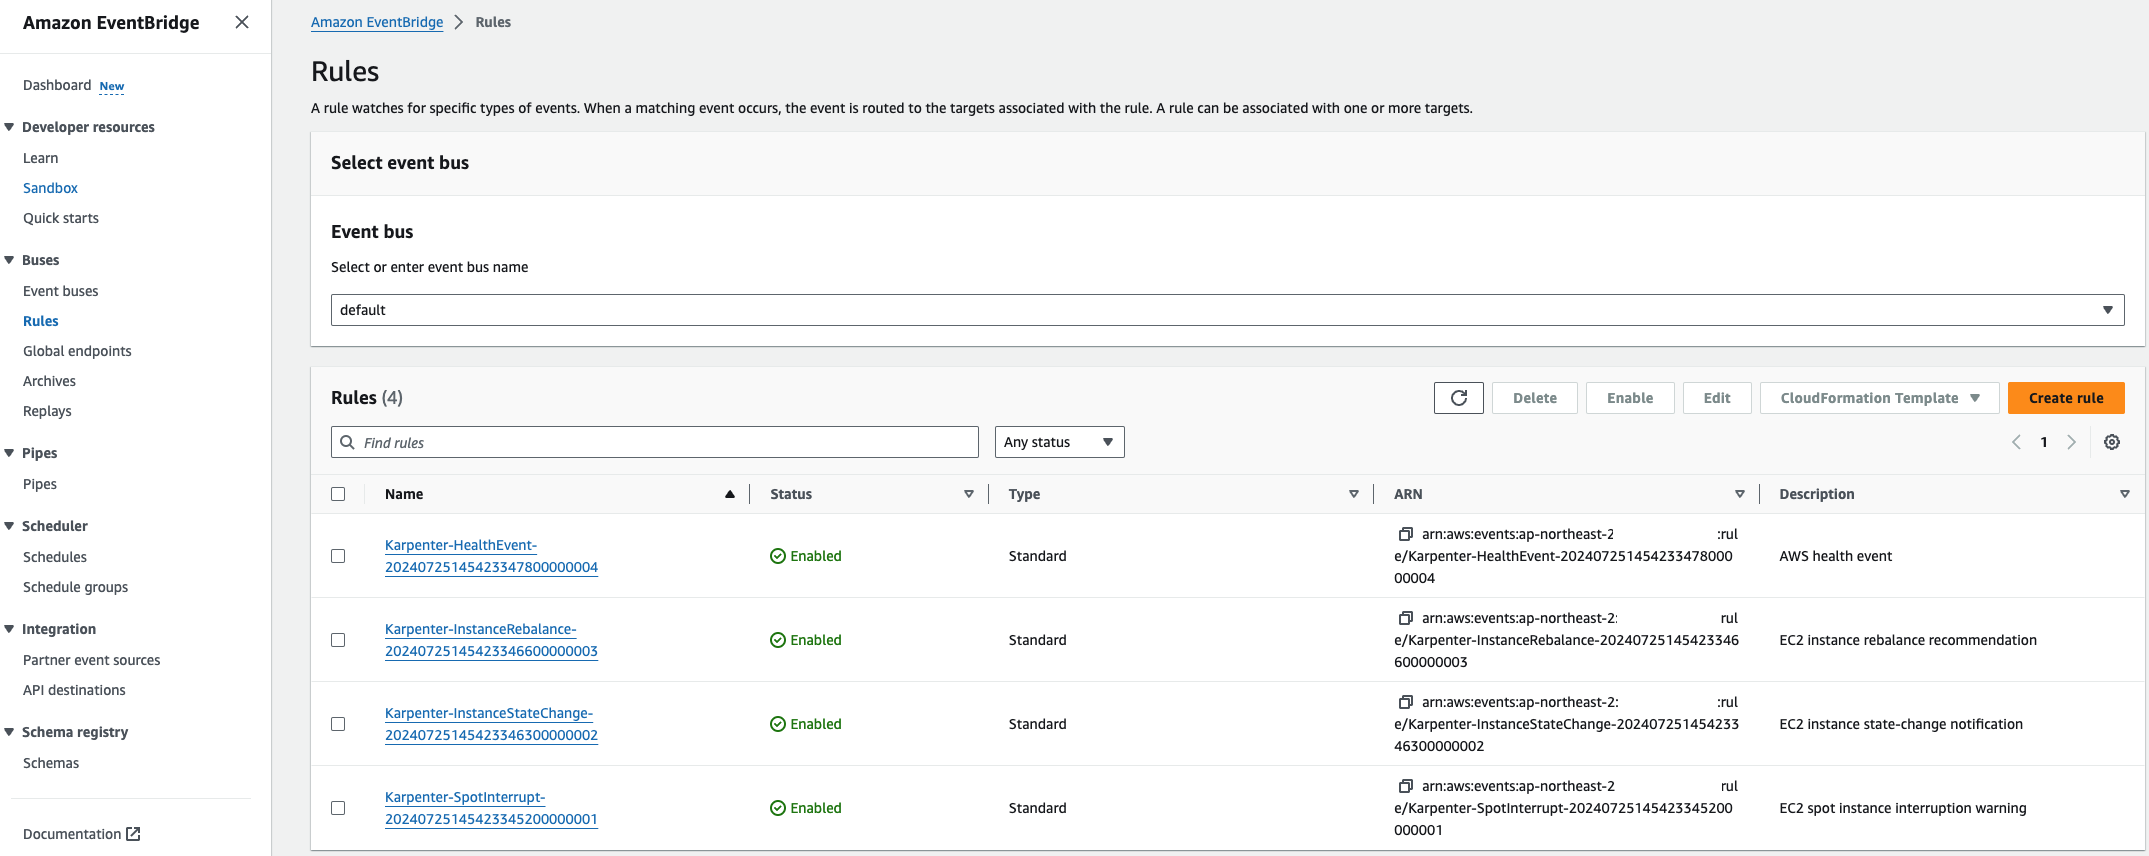 Amazon EventBridge
Dashboard New
Developer resources
Learn
Sandbox
Quick starts
Buses
Event buses
Rules
Global endpoints
Archives
Replays
Pipes
Pipes
Scheduler
Schedules
Schedule groups
Integration
Partner event sources
API destinations
Schema registry
Schemas
Documentation
Amazon EventBridge > Rules
Rules
A rule watches for specific types of events. When a matching event occurs, the event is routed to the targets associated with the rule. A rule can be associated with one or more targets.
Select event bus
Event bus
Select or enter event bus name
default
Rules (4)
Delete
Enable
Edit
CloudFormation Template
Create rule
Find rules
Any status
1
Name Status Type ARN Description
Karpenter-HealthEvent-
20240725145423347800000004
Enabled
Standard
arn:aws:events:ap-northeast-2 :rul
e/Karpenter-HealthEvent-202407251454233478000
00004
AWS health event
Karpenter-InstanceRebalance-
20240725145423346600000003
Enabled
Standard
arn:aws:events:ap-northeast-2: rul
e/Karpenter-InstanceRebalance-20240725145423346
600000003
EC2 instance rebalance recommendation
Karpenter-InstanceStateChange-
20240725145423346300000002
Enabled
Standard
arn:aws:events:ap-northeast-2: :rul
e/Karpenter-InstanceStateChange-202407251454233
46300000002
EC2 instance state-change notification
Karpenter-SpotInterrupt-
20240725145423345200000001
Enabled
Standard
arn:aws:events:ap-northeast-2 rul
e/Karpenter-SpotInterrupt-20240725145423345200
000001
EC2 spot instance interruption warning